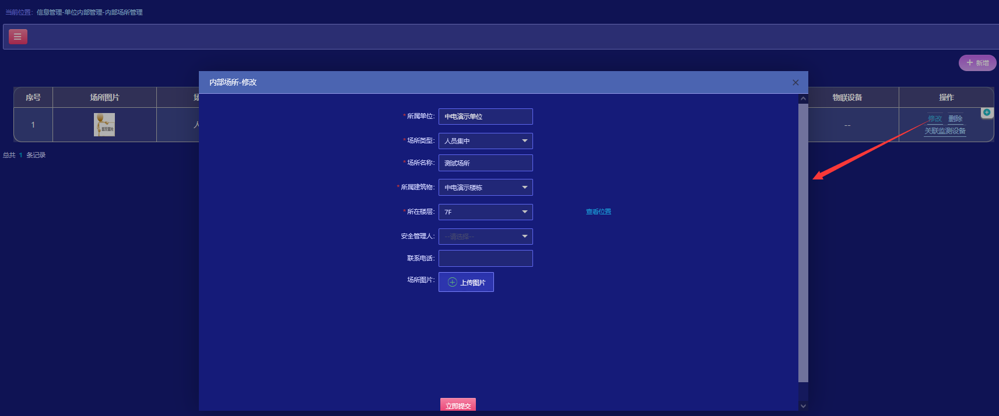 当前位置：信息管理-单位内部管理-内部场所管理
+ 新增
内部场所-修改
序号
场所图片
物联设备
操作
1
暂无图片
--
修改 删除
关联监测设备
总共 1 条记录
* 所属单位： 中电演示单位
* 场所类型： 人员集中
* 场所名称： 测试场所
* 所属建筑物： 中电演示楼栋
* 所在楼层： 7F 查看位置
安全管理人： --请选择--
联系电话：
场所图片： 上传图片
立即提交